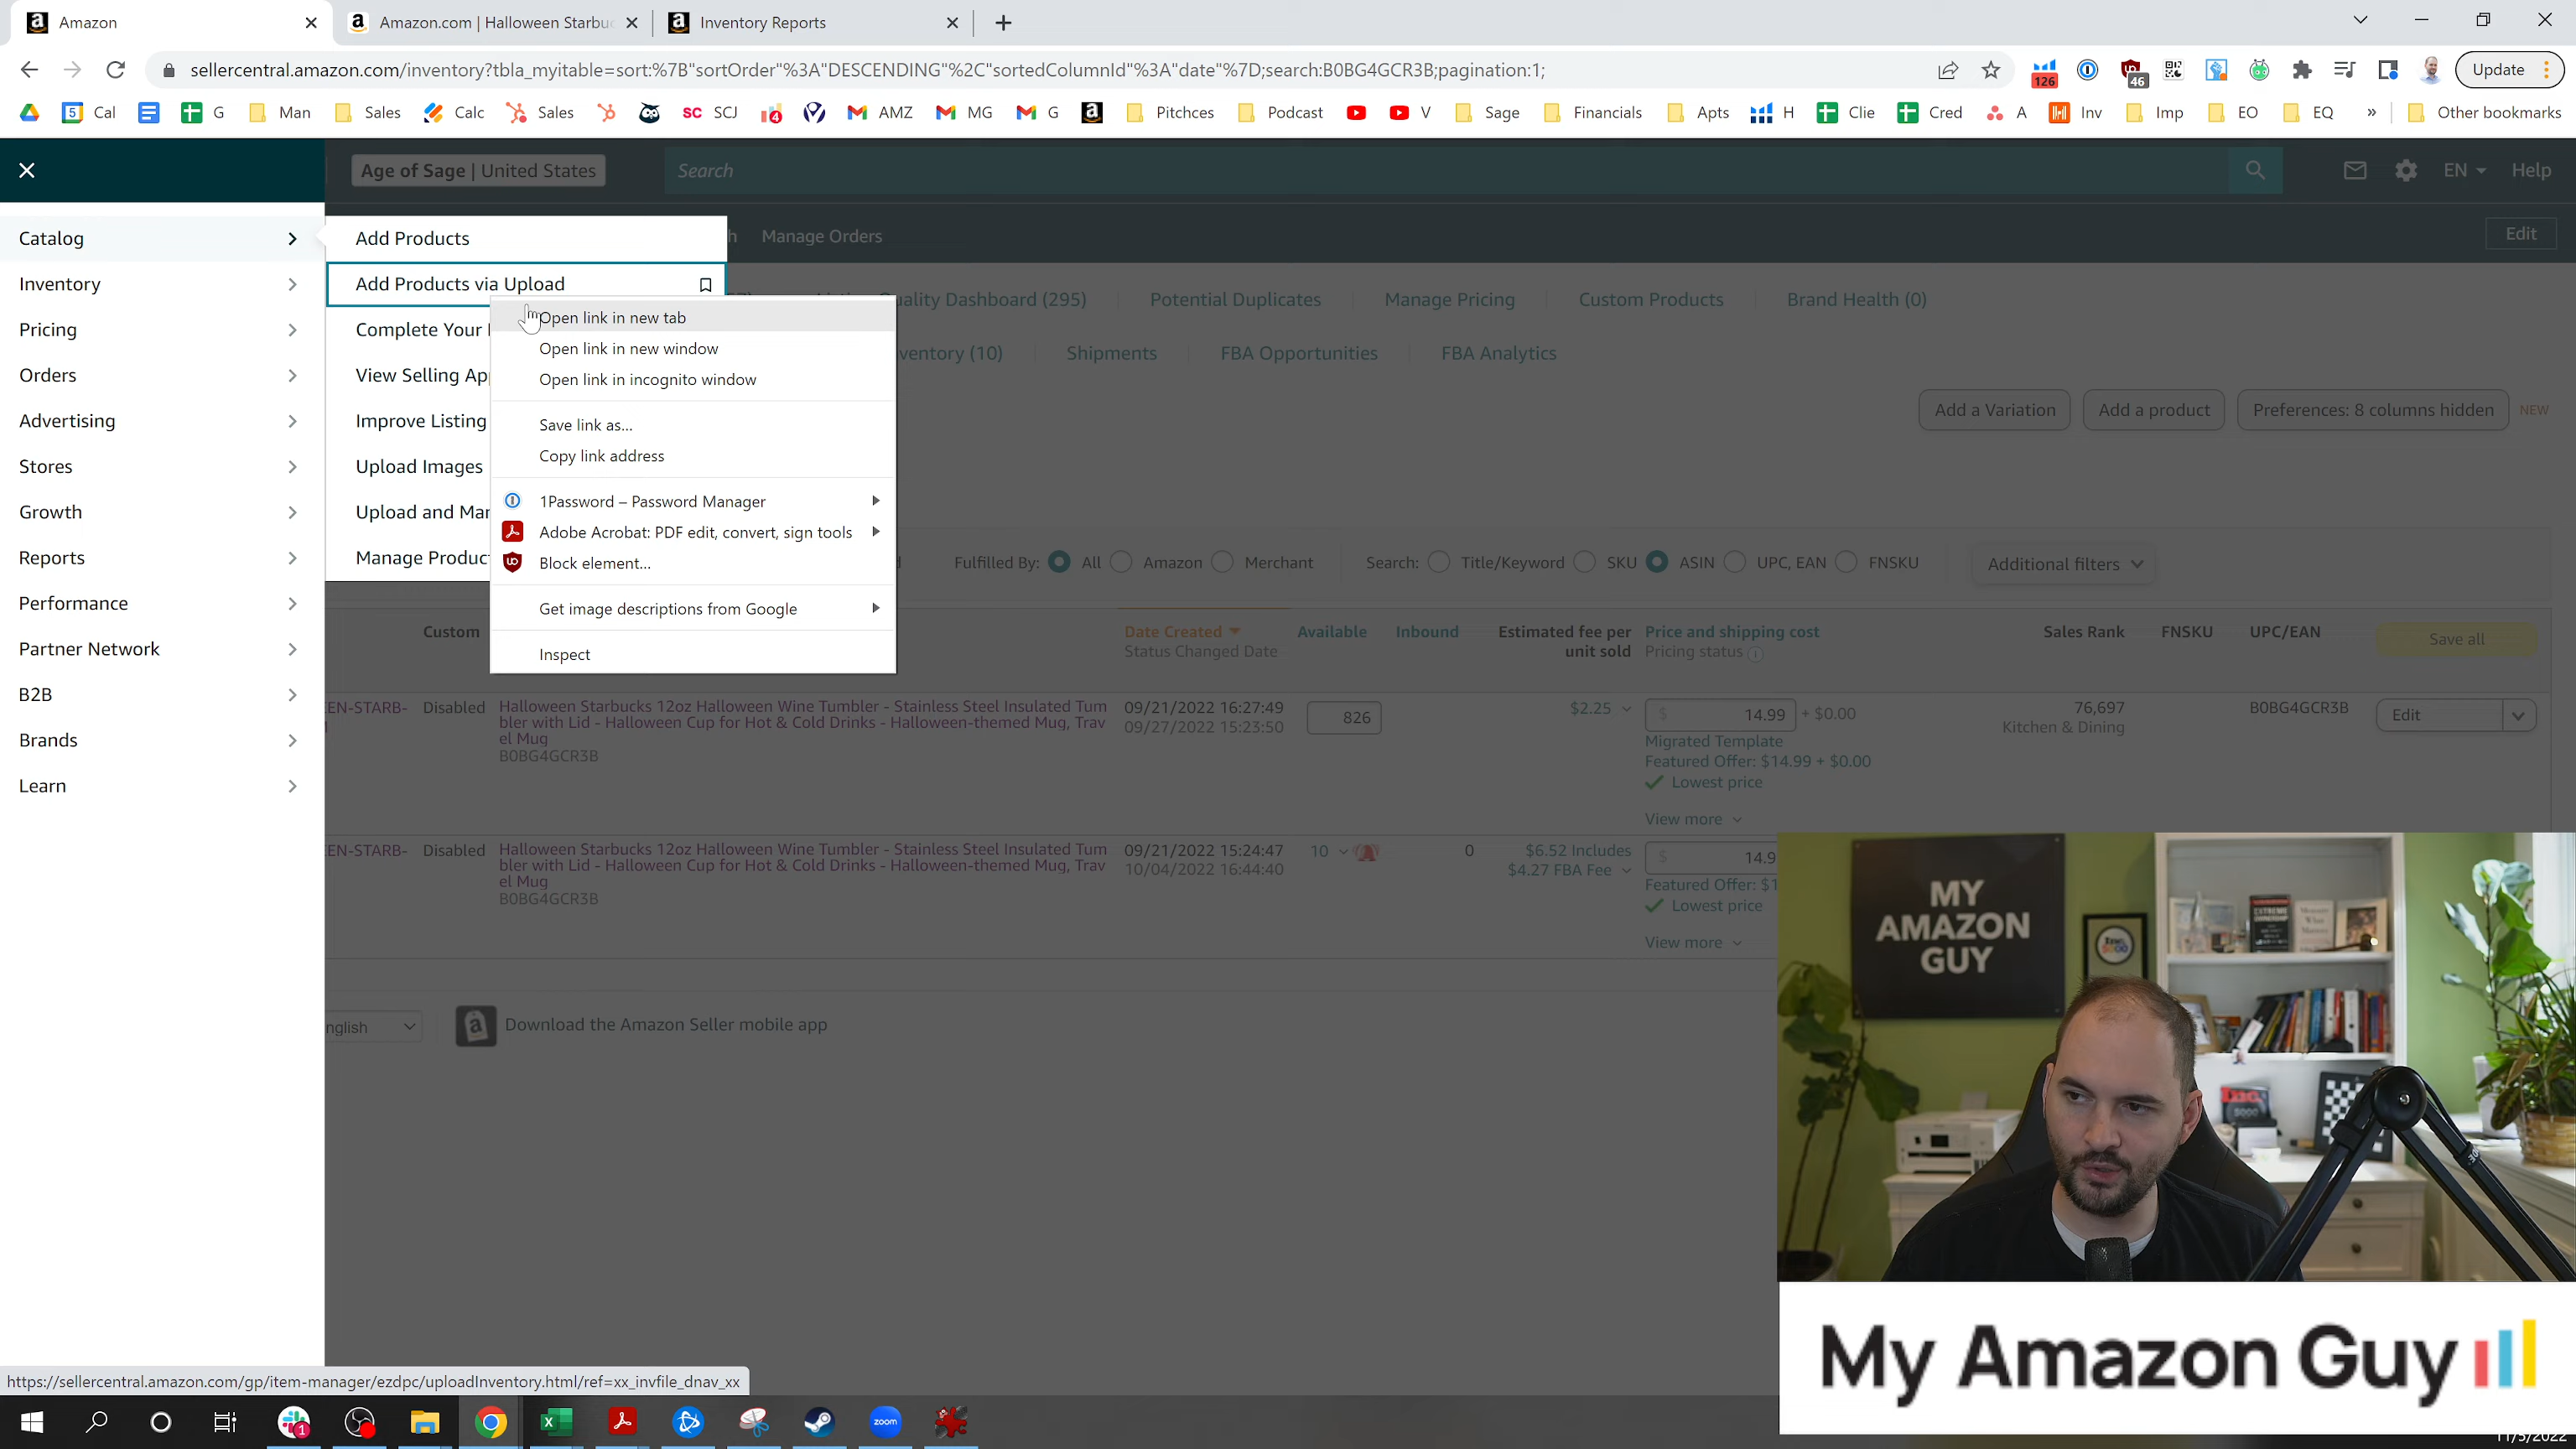 Amazon
Amazon.com | Halloween Starbuc
Inventory Reports
sellercentral.amazon.com/inventory?tbla_myitable=sort:%7B"sortOrder"%3A"DESCENDING"%2C"sortedColumnId"%3A"date"%7D;search:B0BG4GCR3B;pagination:1;
126
46
Update
Cal
G
Man
Sales
Calc
Sales
SC SCJ
AMZ
MG
G
Pitchces
Podcast
V
Sage
Financials
Apts
H
Clie
Cred
A
Inv
Imp
EO
EQ
Other bookmarks
Age of Sage | United States
Search
EN
Help
Catalog
Add Products
Manage Orders
Edit
Inventory
Add Products via Upload
Quality Dashboard (295)
Potential Duplicates
Manage Pricing
Custom Products
Brand Health (0)
Open link in new tab
Pricing
Complete Your
Open link in new window
ventory (10)
Shipments
FBA Opportunities
FBA Analytics
Orders
View Selling App
Open link in incognito window
Advertising
Improve Listing
Save link as...
Add a Variation
Add a product
Preferences: 8 columns hidden
NEW
Copy link address
Stores
Upload Images
1Password – Password Manager
Growth
Upload and Mar
Adobe Acrobat: PDF edit, convert, sign tools
Reports
Manage Product
Block element...
Fulfilled By:
All
Amazon
Merchant
Search:
Title/Keyword
SKU
ASIN
UPC, EAN
FNSKU
Additional filters
Performance
Get image descriptions from Google
Inspect
Custom
Date Created
Status Changed Date
Available
Inbound
Estimated fee per
unit sold
Price and shipping cost
Pricing status
Sales Rank
FNSKU
UPC/EAN
Save all
Partner Network
B2B
Brands
Learn
EN-STARB-
Disabled
Halloween Starbucks 12oz Halloween Wine Tumbler - Stainless Steel Insulated Tum
bler with Lid - Halloween Cup for Hot & Cold Drinks - Halloween-themed Mug, Trav
el Mug
B0BG4GCR3B
09/21/2022 16:27:49
09/27/2022 15:23:50
826
$2.25
$ 14.99 + $0.00
Migrated Template
Featured Offer: $14.99 + $0.00
Lowest price
View more
76,697
Kitchen & Dining
B0BG4GCR3B
Edit
EN-STARB-
Disabled
Halloween Starbucks 12oz Halloween Wine Tumbler - Stainless Steel Insulated Tum
bler with Lid - Halloween Cup for Hot & Cold Drinks - Halloween-themed Mug, Trav
el Mug
B0BG4GCR3B
09/21/2022 15:24:47
10/04/2022 16:44:40
10
0
$6.52 Includes
$4.27 FBA Fee
$ 14.9
Featured Offer: $1
Lowest price
View more
nglish
Download the Amazon Seller mobile app
MY
AMAZON
GUY
My Amazon Guy
https://sellercentral.amazon.com/gp/item-manager/ezdpc/uploadInventory.html/ref=xx_invfile_dnav_xx
zoom
11/5/2022